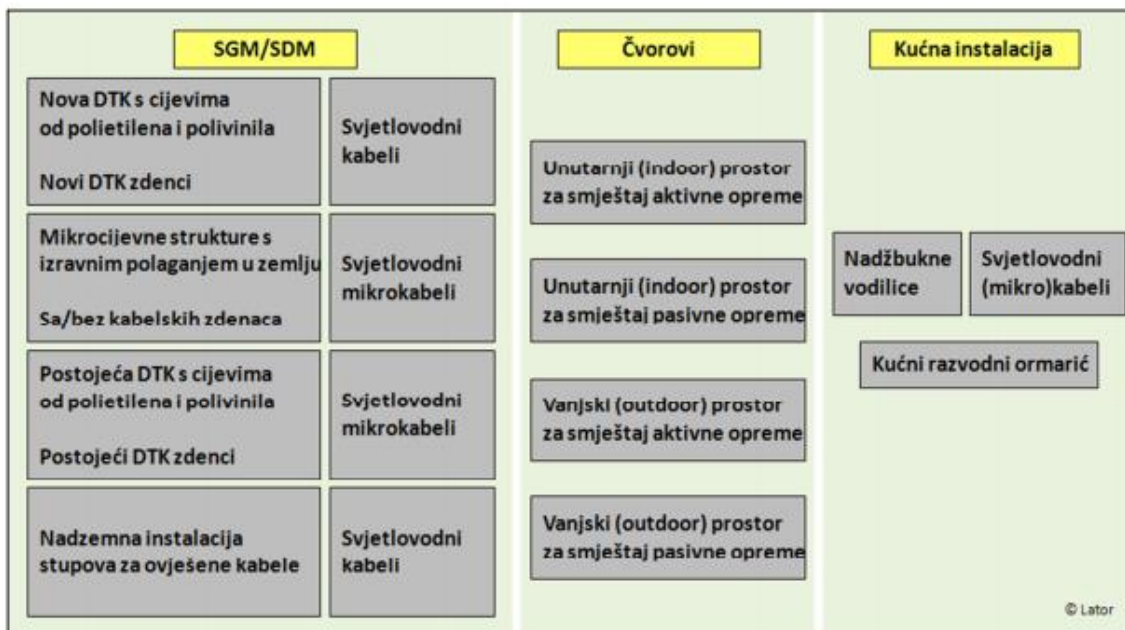 SGM/SDM
Nova DTK s cijevima
od polietilena i polivinila
Novi DTK zdenci
Svjetlovodni
kabeli
Mikrocijevne strukture s
izravnim polaganjem u zemlju
Sa/bez kabelskih zdenaca
Svjetlovodni
mikrokabeli
Postojeća DTK s cijevima
od polietilena i polivinila
Postojeći DTK zdenci
Svjetlovodni
mikrokabeli
Nadzemna instalacija
stupova za ovješene kabele
Svjetlovodni
kabeli
Čvorovi
Unutarnji (indoor) prostor
za smještaj aktivne opreme
Unutarnji (indoor) prostor
za smještaj pasivne opreme
Vanjski (outdoor) prostor
za smještaj aktivne opreme
Vanjski (outdoor) prostor
za smještaj pasivne opreme
Kućna instalacija
Nadžbukne
vodilice
Svjetlovodni
(mikro)kabeli
Kućni razvodni ormarić
© Lator